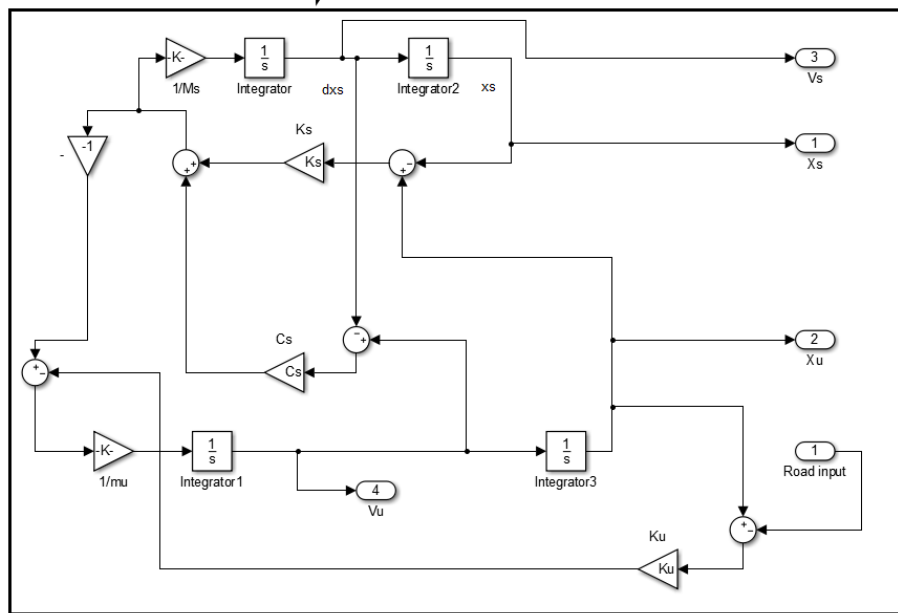 -K-
1/Ms
1
s
Integrator
dxs
1
s
Integrator2
xs
3
Vs
-
-1
Ks
+
+
Ks
+
−
1
Xs
Cs
−
+
Cs
2
Xu
+
−
-K-
1/mu
1
s
Integrator1
4
Vu
1
s
Integrator3
1
Road input
+
−
Ku
Ku